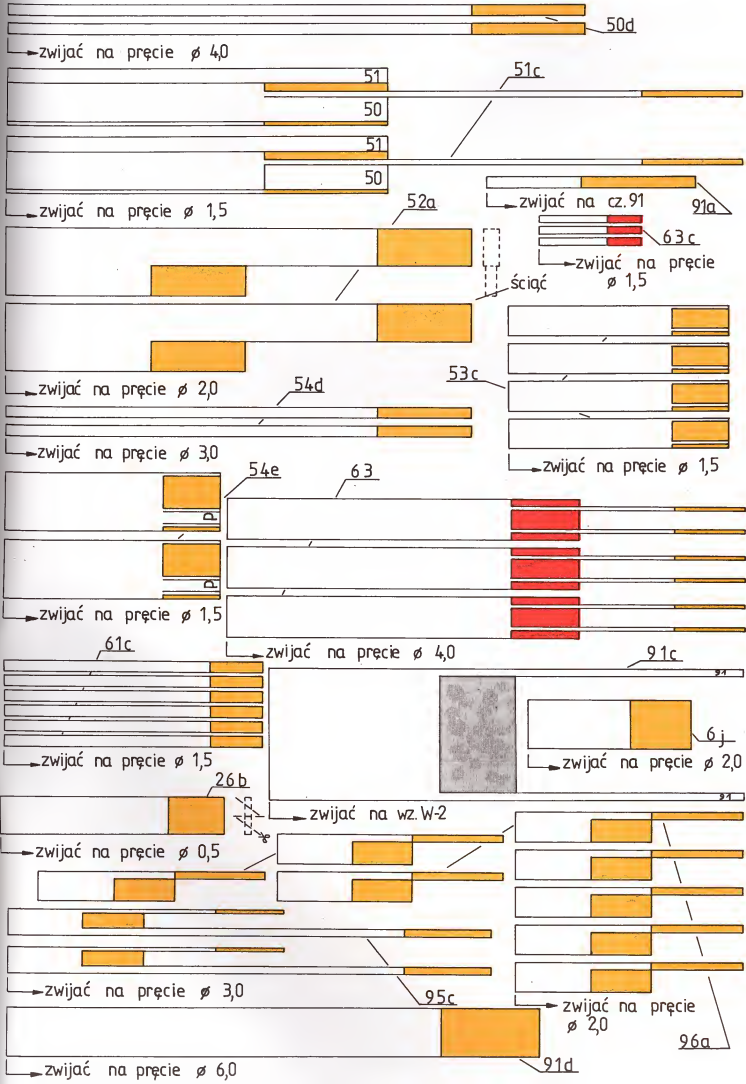 50d
zwijać na pręcie ø 4,0
51
51c
50
51
50
zwijać na pręcie ø 1,5
zwijać na cz.91
91a
52a
63c
zwijać na pręcie
ø 1,5
ściąć
zwijać na pręcie ø 2,0
54d
53c
zwijać na pręcie ø 3,0
zwijać na pręcie ø 1,5
54e
63
p
p
zwijać na pręcie ø 1,5
zwijać na pręcie ø 4,0
61c
91c
91
6j
zwijać na pręcie ø 1,5
zwijać na pręcie ø 2,0
26b
91
zwijać na wz. W-2
zwijać na pręcie ø 0,5
zwijać na pręcie ø 3,0
95c
zwijać na pręcie
ø 2,0
96a
zwijać na pręcie ø 6,0
91d